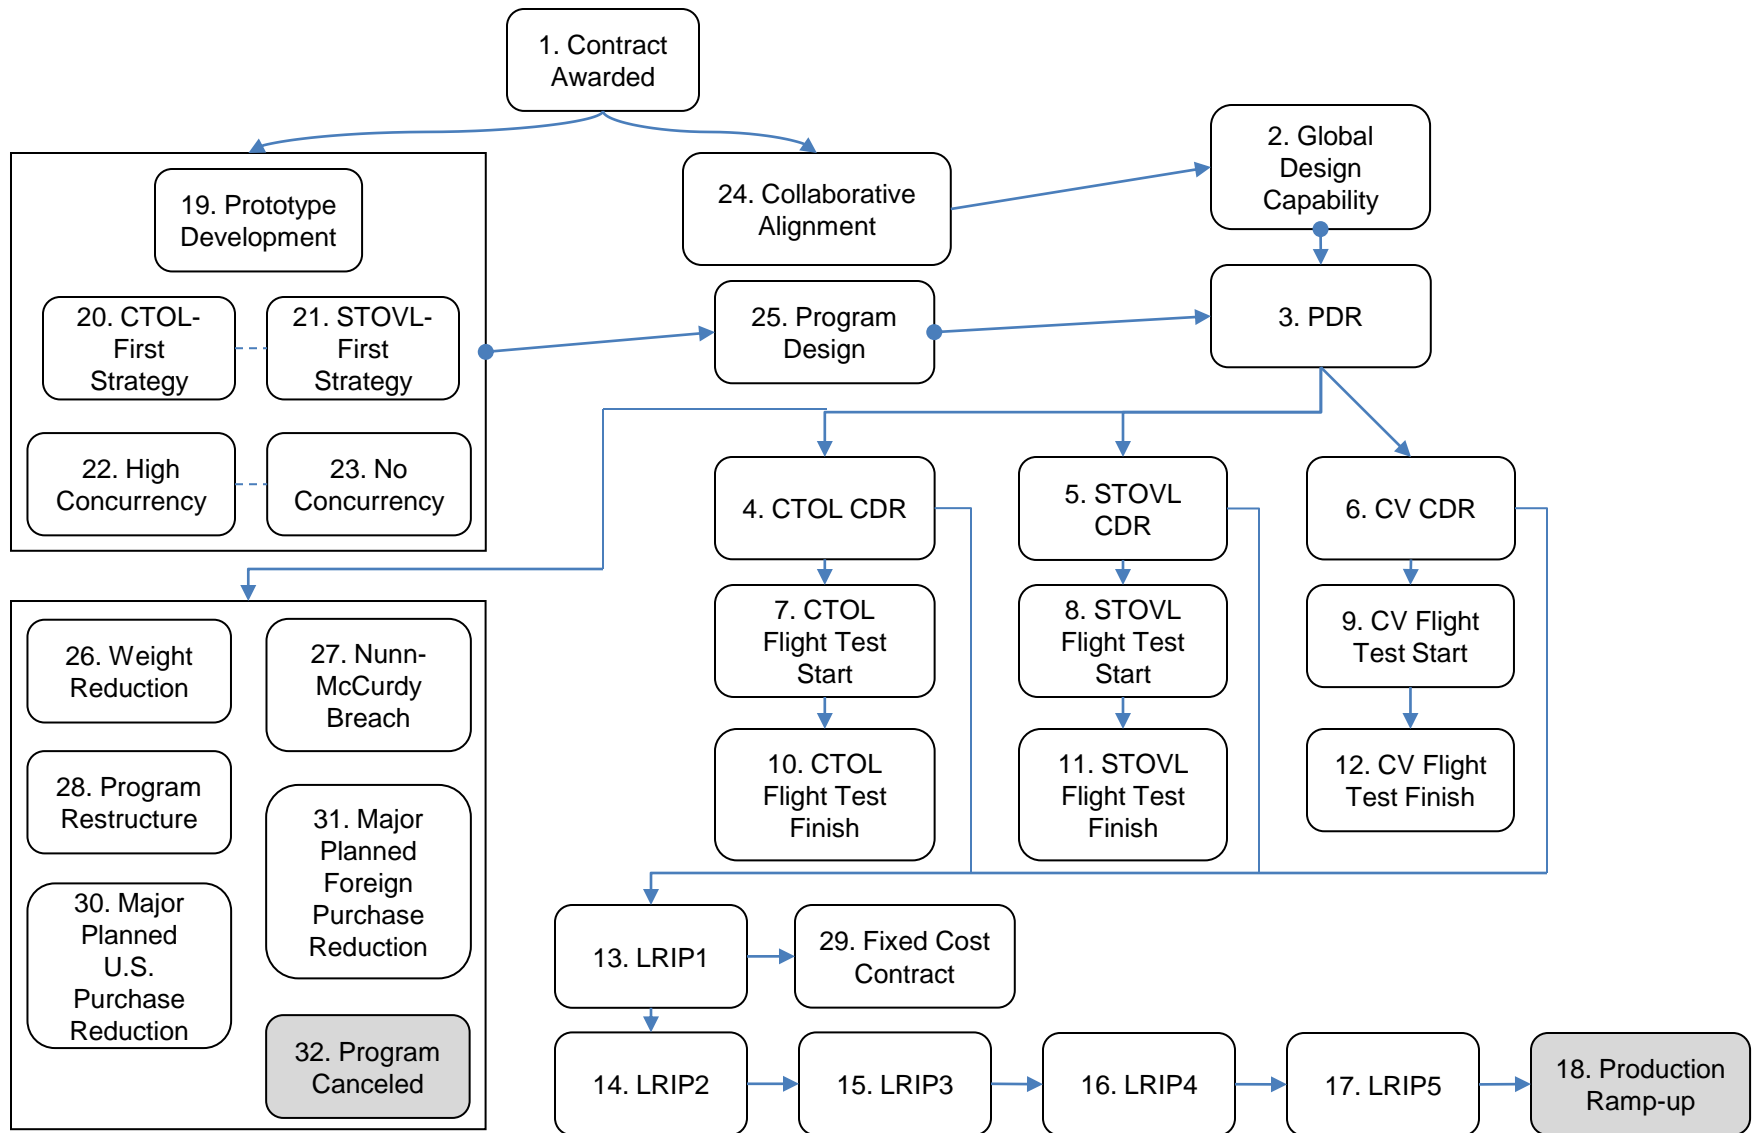 1. Contract
Awarded
2. Global
Design
Capability
19. Prototype
Development
24. Collaborative
Alignment
20. CTOL-
First
Strategy
21. STOVL-
First
Strategy
25. Program
Design
3. PDR
22. High
Concurrency
23. No
Concurrency
4. CTOL CDR
5. STOVL
CDR
6. CV CDR
26. Weight
Reduction
27. Nunn-
McCurdy
Breach
7. CTOL
Flight Test
Start
8. STOVL
Flight Test
Start
9. CV Flight
Test Start
28. Program
Restructure
31. Major
Planned
Foreign
Purchase
Reduction
10. CTOL
Flight Test
Finish
11. STOVL
Flight Test
Finish
12. CV Flight
Test Finish
30. Major
Planned
U.S.
Purchase
Reduction
13. LRIP1
29. Fixed Cost
Contract
32. Program
Canceled
14. LRIP2
15. LRIP3
16. LRIP4
17. LRIP5
18. Production
Ramp-up